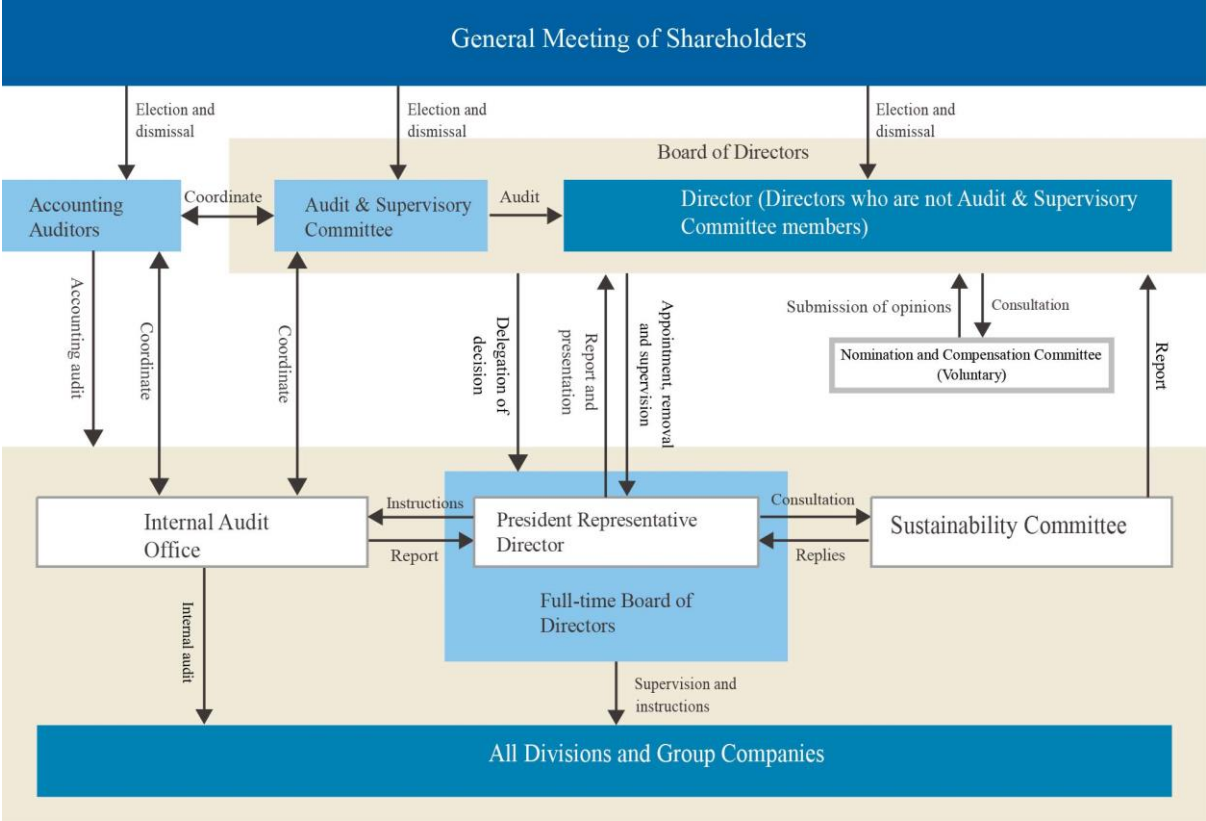 General Meeting of Shareholders
Election and
dismissal
Election and
dismissal
Election and
dismissal
Board of Directors
Accounting
Auditors
Coordinate
Audit & Supervisory
Committee
Audit
Director (Directors who are not Audit & Supervisory
Committee members)
Accounting audit
Coordinate
Coordinate
Delegation of
decision
Report and
presentation
Appointment, removal
and supervision
Submission of opinions
Consultation
Nomination and Compensation Committee
(Voluntary)
Report
Internal Audit
Office
Instructions
Report
President Representative
Director
Consultation
Replies
Sustainability Committee
Full-time Board of
Directors
Internal audit
Supervision and
instructions
All Divisions and Group Companies